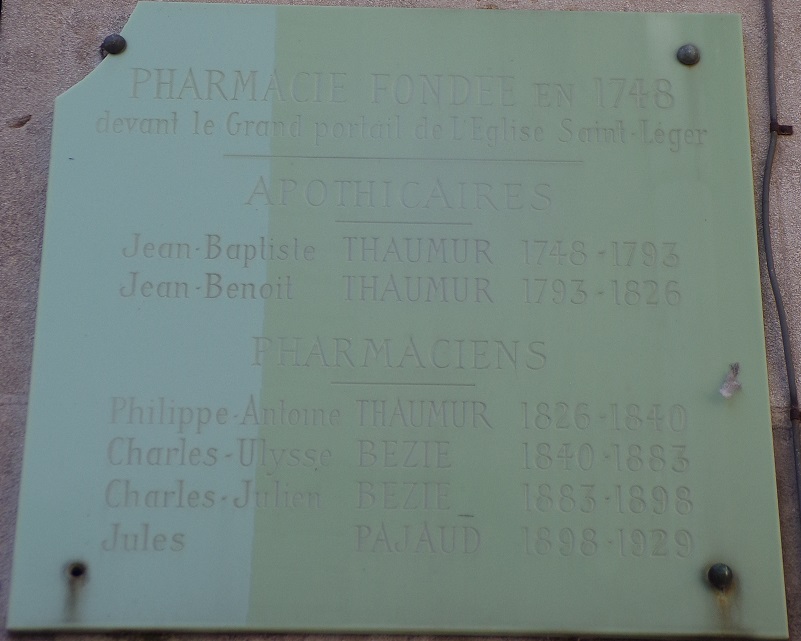 PHARMACIE FONDEE EN 1748
devant le Grand portail de L'Eglise Saint-Léger
APOTHICAIRES
Jean-Baptiste THAUMUR 1748-1793
Jean-Benoit THAUMUR 1793-1826
PHARMACIENS
Philippe-Antoine THAUMUR 1826-1840
Charles-Ulysse BEZIE 1840-1883
Charles-Julien BEZIE 1883-1898
Jules PAJAUD 1898-1929